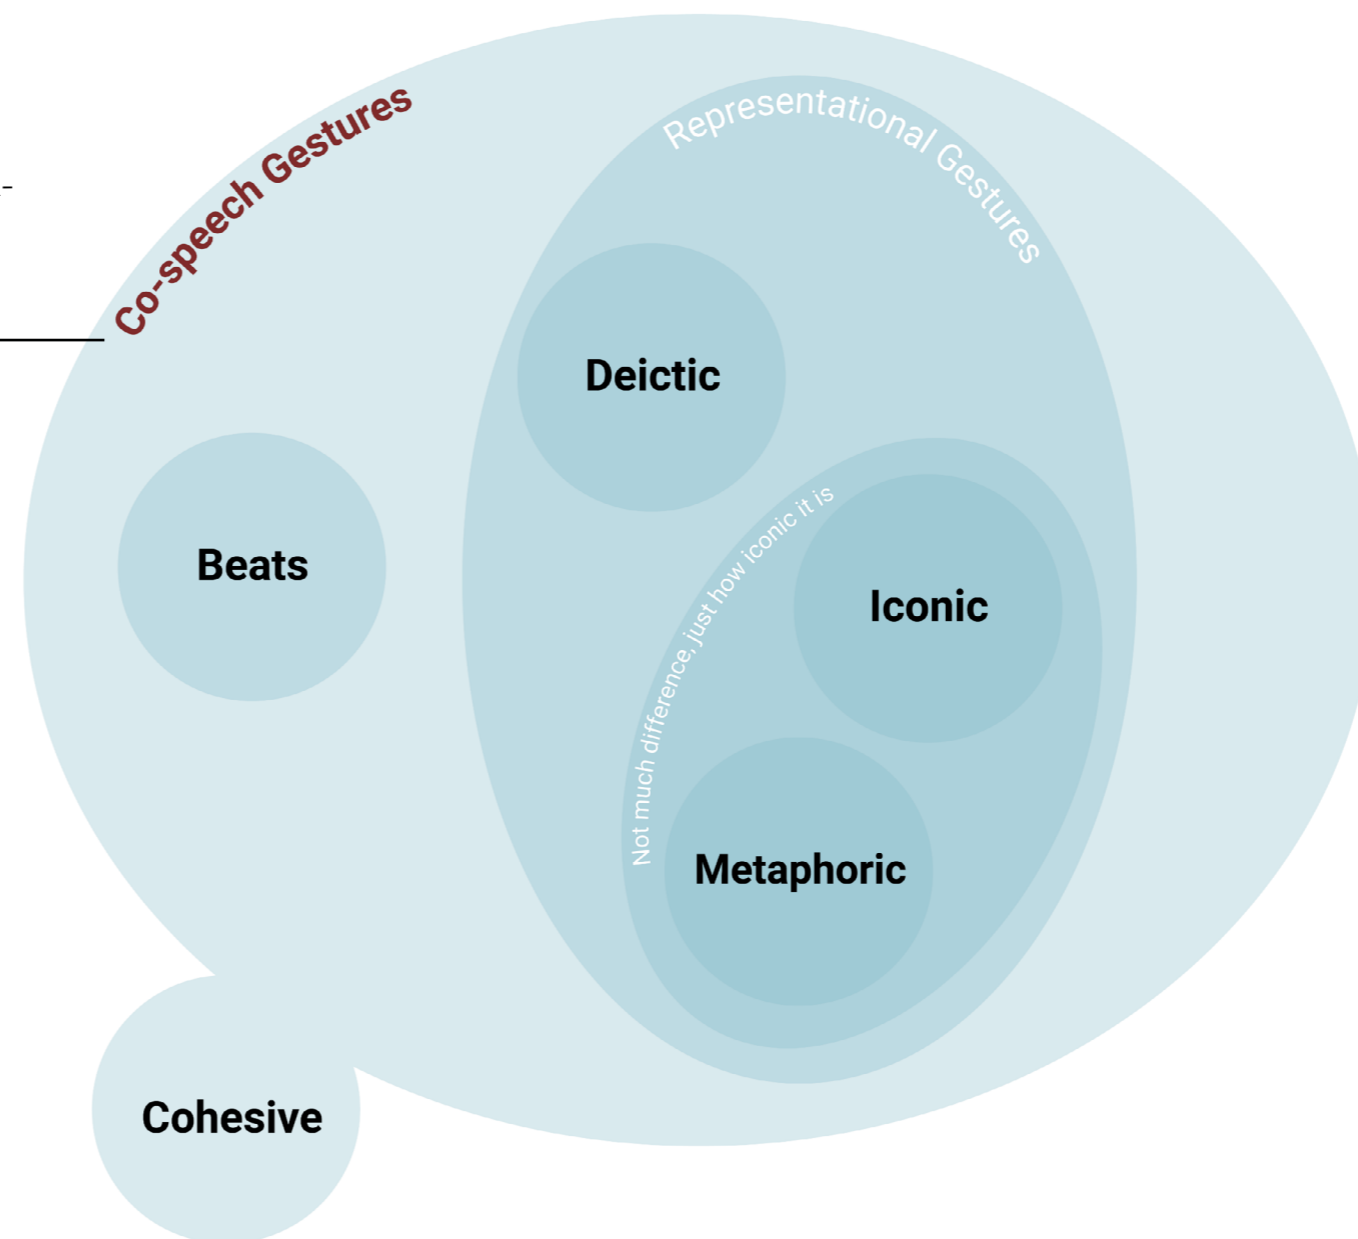 Co-speech Gestures
Representational Gestures
-
Deictic
Not much difference, just how iconic it is
Beats
Iconic
Metaphoric
Cohesive